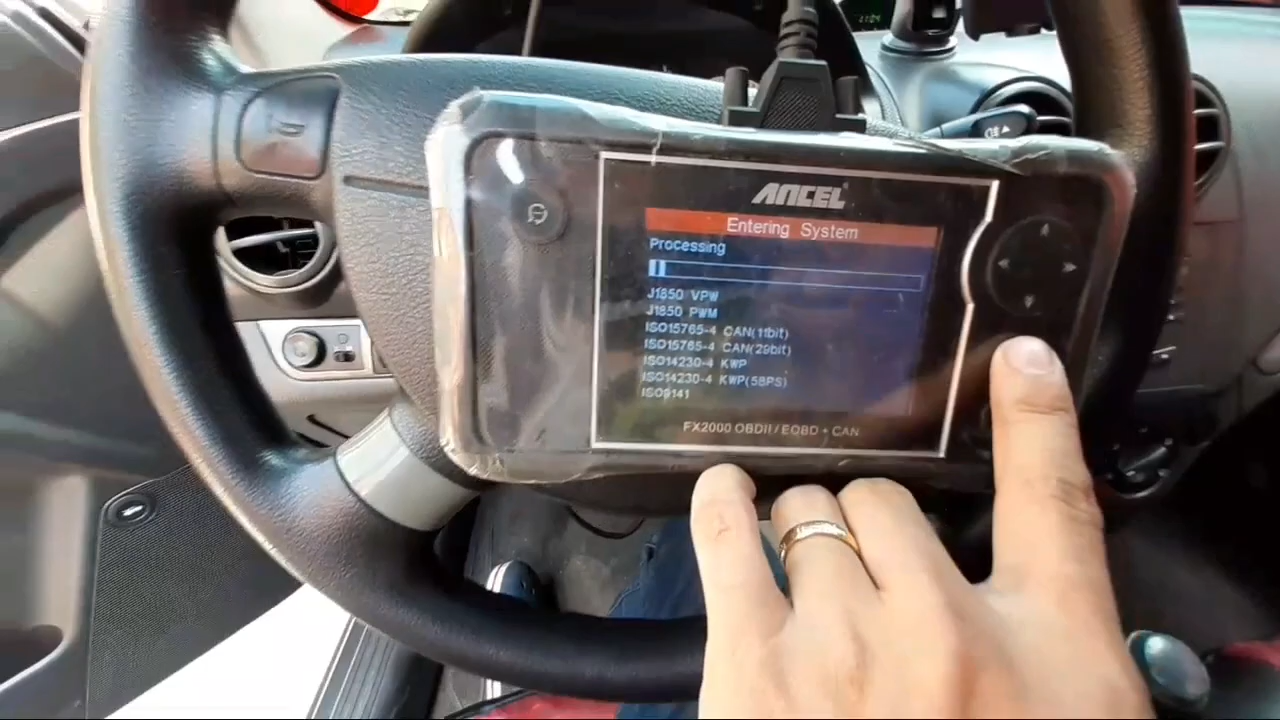 ANCEL
Entering System
Processing
J1850 VPW
J1850 PWM
ISO15765-4 CAN(11bit)
ISO15765-4 CAN(29bit)
ISO14230-4 KWP
ISO14230-4 KWP(5BPS)
ISO9141
FX2000 OBDII / EOBD + CAN